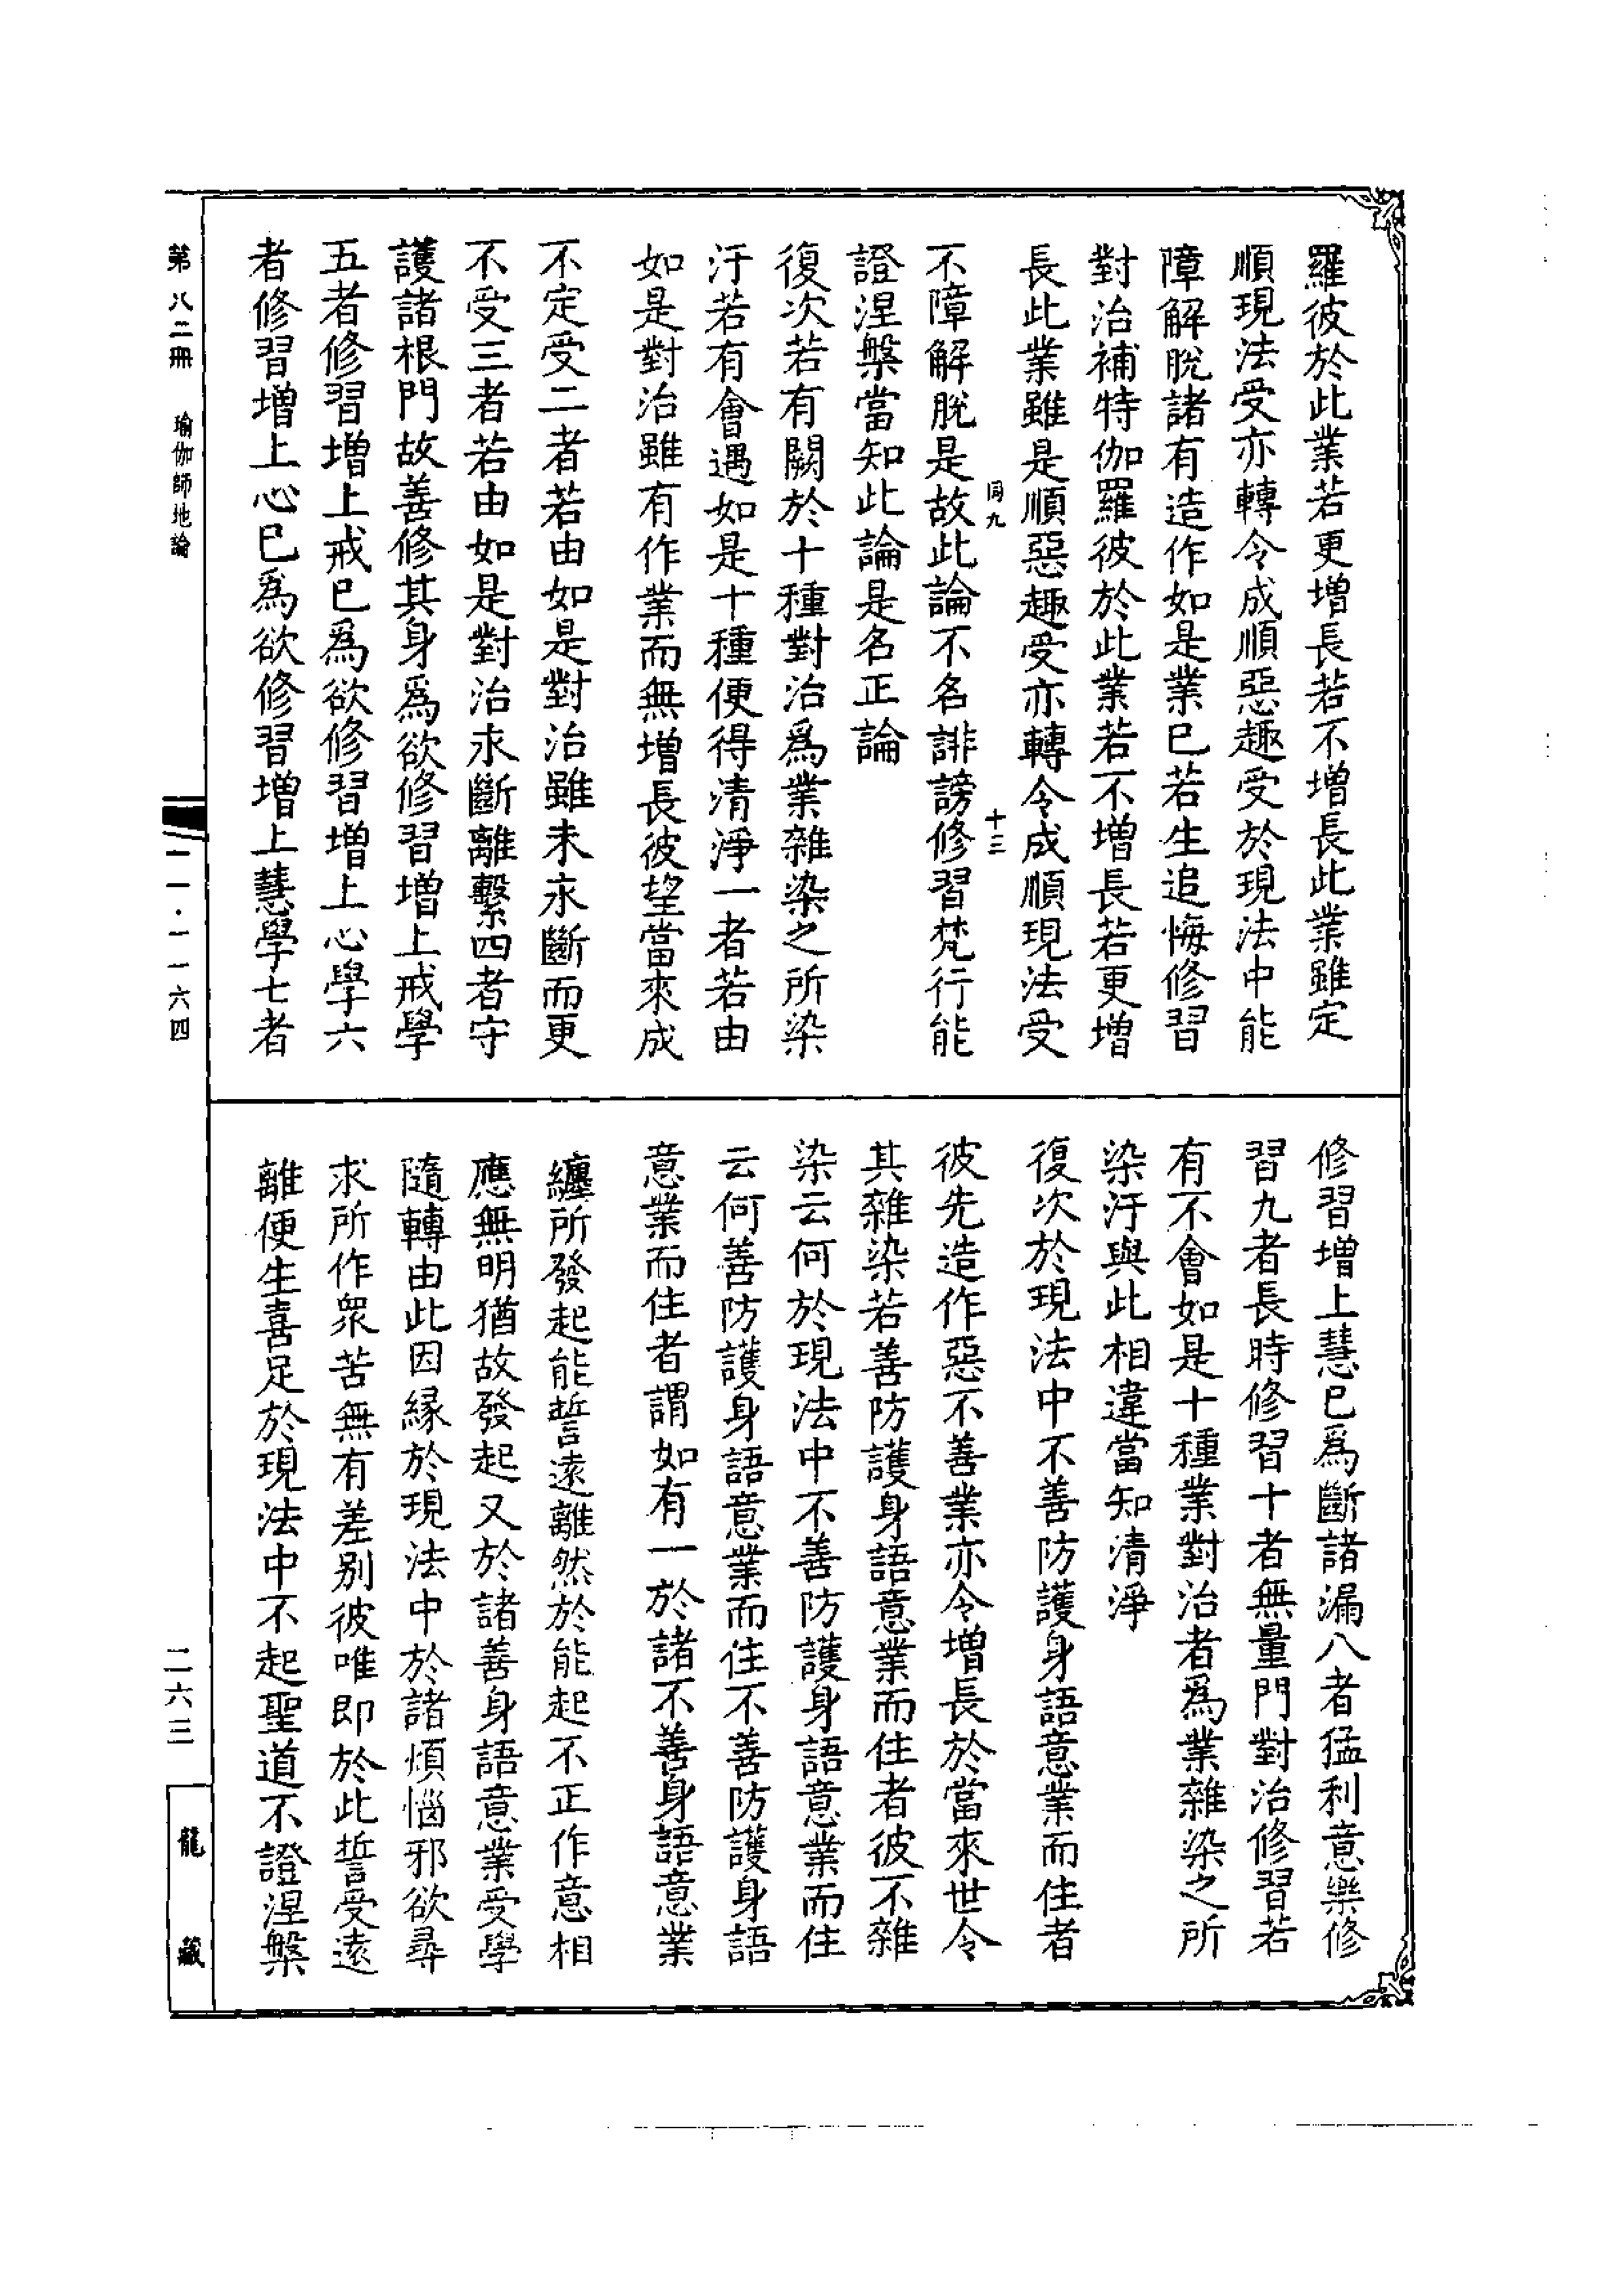 羅彼於此業若更增長若不增長此業雖定
順現法受亦轉令成順惡趣受於現法中能
障解脫諸有造作如是業已若生追悔修習
對治補特伽羅彼於此業若不增長若更增
長此業雖是順惡趣受亦轉令成順現法受
同九
十三
不障解脫是故此論不名誹謗修習梵行能
證涅槃當知此論是名正論
復次若有闕於十種對治為業雜染之所染
汙若有會遇如是十種便得清淨一者若由
如是對治雖有作業而無增長彼望當來成
不定受二者若由如是對治雖未永斷而更
不受三者若由如是對治永斷離繫四者守
護諸根門故善修其身為欲修習增上戒學
五者修習增上戒已為欲修習增上心學六
者修習增上心已為欲修習增上慧學七者
修習增上慧已為斷諸漏八者猛利意樂修
習九者長時修習十者無量門對治修習若
有不會如是十種業對治者為業雜染之所
染汙與此相違當知清淨
復次於現法中不善防護身語意業而住者
彼先造作惡不善業亦令增長於當來世令
其雜染若善防護身語意業而住者彼不雜
染云何於現法中不善防護身語意業而住
云何善防護身語意業而住不善防護身語
意業而住者謂如有一於諸不善身語意業
纏所發起能誓遠離然於能起不正作意相
應無明猶故發起又於諸善身語意業受學
隨轉由此因緣於現法中於諸煩惱邪欲尋
求所作眾苦無有差別彼唯即於此誓受遠
離便生喜足於現法中不起聖道不證涅槃
第八二冊 瑜伽師地論
一一·一一六四
二六三
龍藏